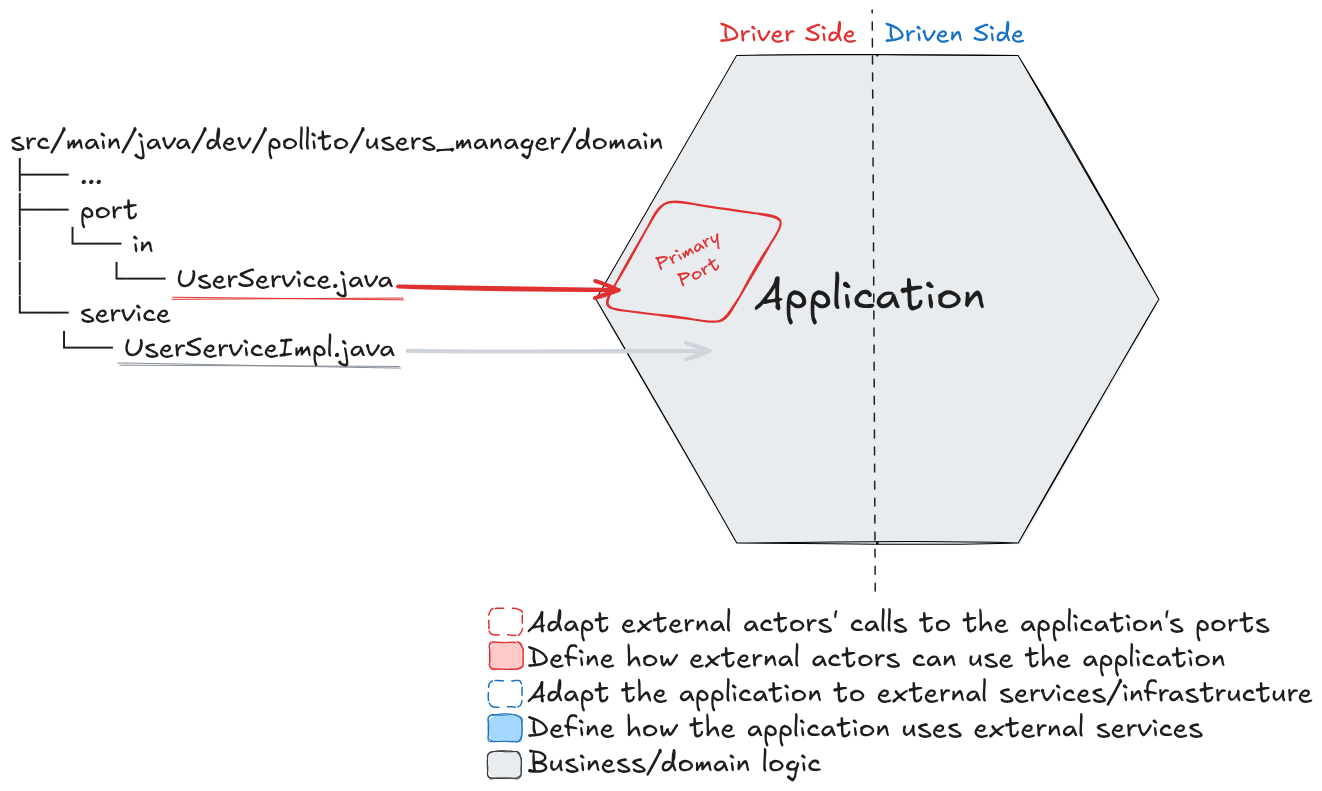 Driver Side
Driven Side
src/main/java/dev/pollito/users_manager/domain
...
port
in
UserService.java
service
UserServiceImpl.java
Primary
Port
Application
Adapt external actors' calls to the application's ports
Define how external actors can use the application
Adapt the application to external services/infrastructure
Define how the application uses external services
Business/domain logic